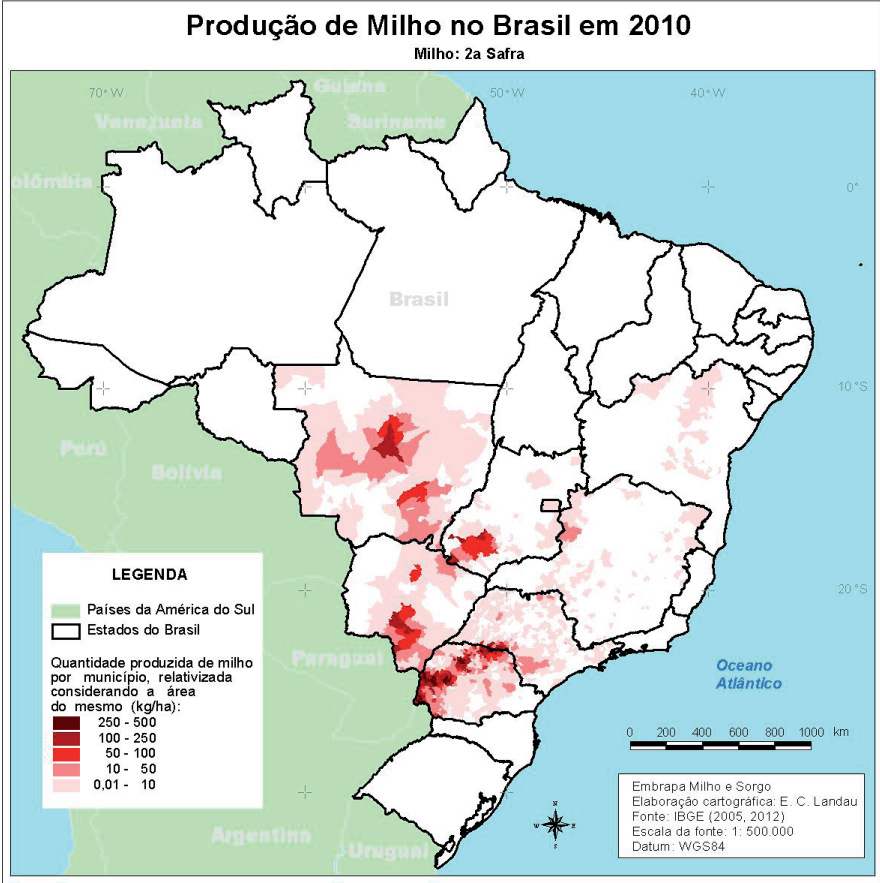 Produção de Milho no Brasil em 2010
Milho: 2a Safra
70° W
50° W
40° W
Guiana
Venezuela
Suriname
olômbia
0°
Brasil
10° S
Perú
Bolívia
LEGENDA
Países da América do Sul
Estados do Brasil
Quantidade produzida de milho
por município, relativizada
considerando a área
do mesmo (kg/ha):
250 - 500
100 - 250
50 - 100
10 - 50
0,01 - 10
20° S
Paraguai
Oceano
Atlântico
0 200 400 600 800 1000 km
Embrapa Milho e Sorgo
Elaboração cartográfica: E. C. Landau
Fonte: IBGE (2005, 2012)
Escala da fonte: 1: 500.000
Datum: WGS84
N
W E
S
Argentina
Uruguai